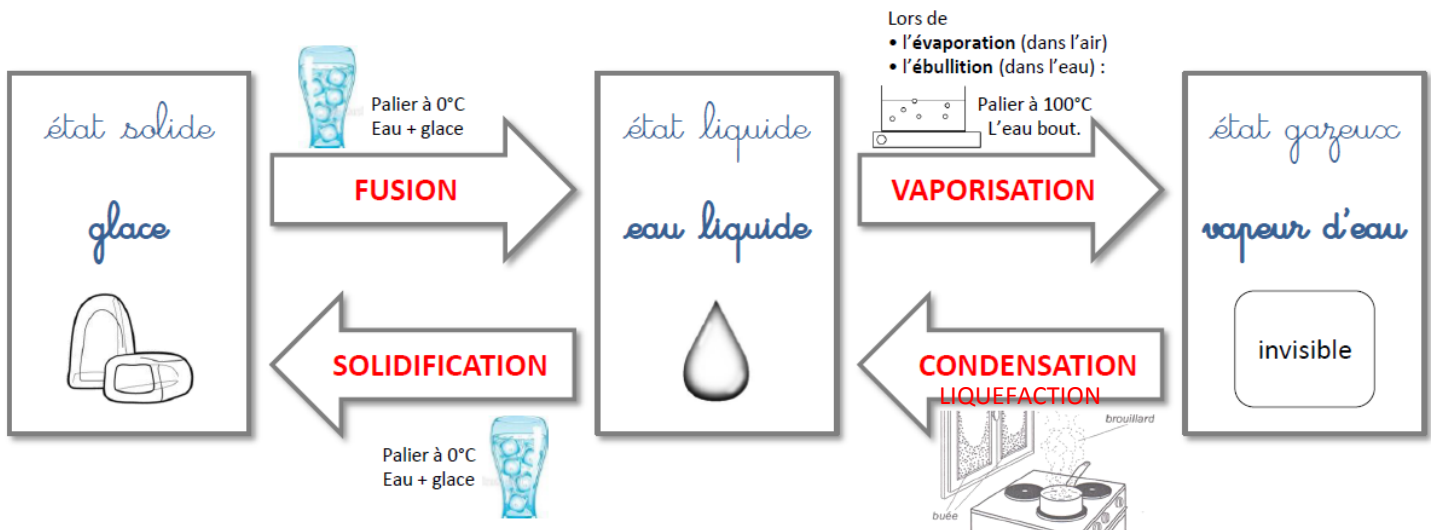 Lors de
• l'évaporation (dans l'air)
• l'ébullition (dans l'eau) :
Palier à 100°C
L'eau bout.
Palier à 0°C
Eau + glace
état solide
glace
FUSION
état liquide
eau liquide
VAPORISATION
état gazeux
vapeur d'eau
invisible
SOLIDIFICATION
CONDENSATION
LIQUEFACTION
Palier à 0°C
Eau + glace
brouillard
buée